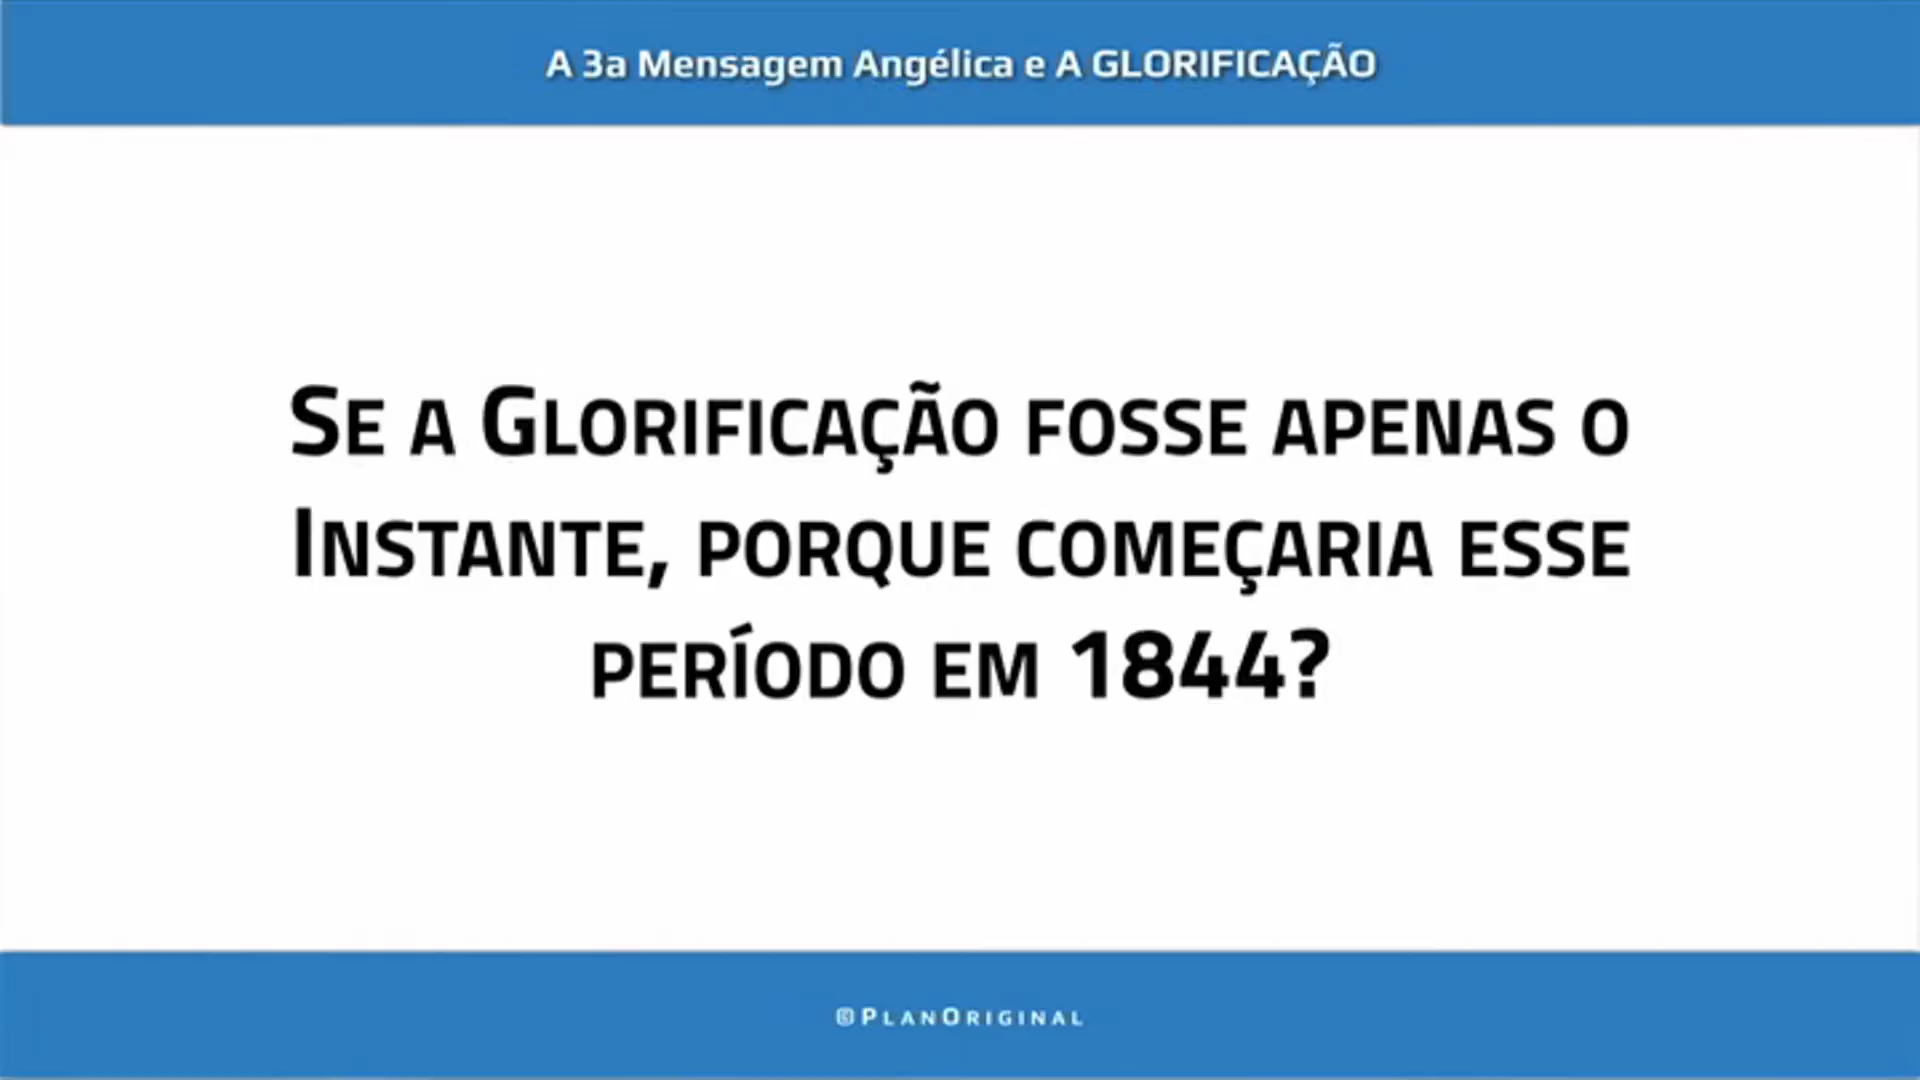 A 3a Mensagem Angélica e A GLORIFICAÇÃO
Se a Glorificação fosse apenas o
Instante, porque começaria esse
período em 1844?
©PlanOriginal